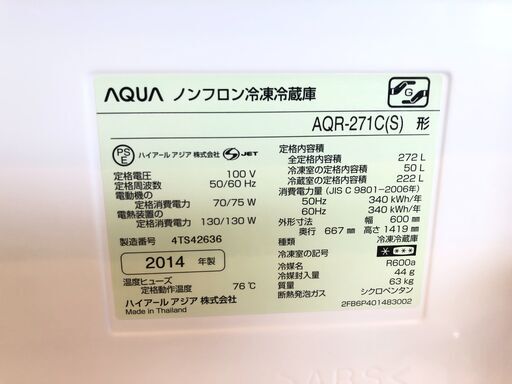 AQUA ノンフロン冷凍冷蔵庫
G
AQR-271C(S) 形
PS E ハイアール アジア 株式会社 JET
定格電圧 100 V
定格周波数 50/60 Hz
電動機の
定格消費電力 70/75 W
電熱装置の
定格消費電力 130/130 W
製造番号 4TS42636
2014 年製
温度ヒューズ
定格動作温度 76℃
ハイアール アジア 株式会社
Made in Thailand
定格内容積
全定格内容積 272 L
冷凍室の定格内容積 50 L
冷蔵室の定格内容積 222 L
消費電力量 (JIS C 9801-2006年)
50Hz 340 kWh/年
60Hz 340 kWh/年
外形寸法 幅 600 mm
奥行 667 mm 高さ 1419 mm
種類 冷凍冷蔵庫
冷凍室の記号
冷媒名 R600a
冷媒封入量 44 g
質量 63 kg
断熱発泡ガス シクロペンタン
2FB6P401483002
>ABS<